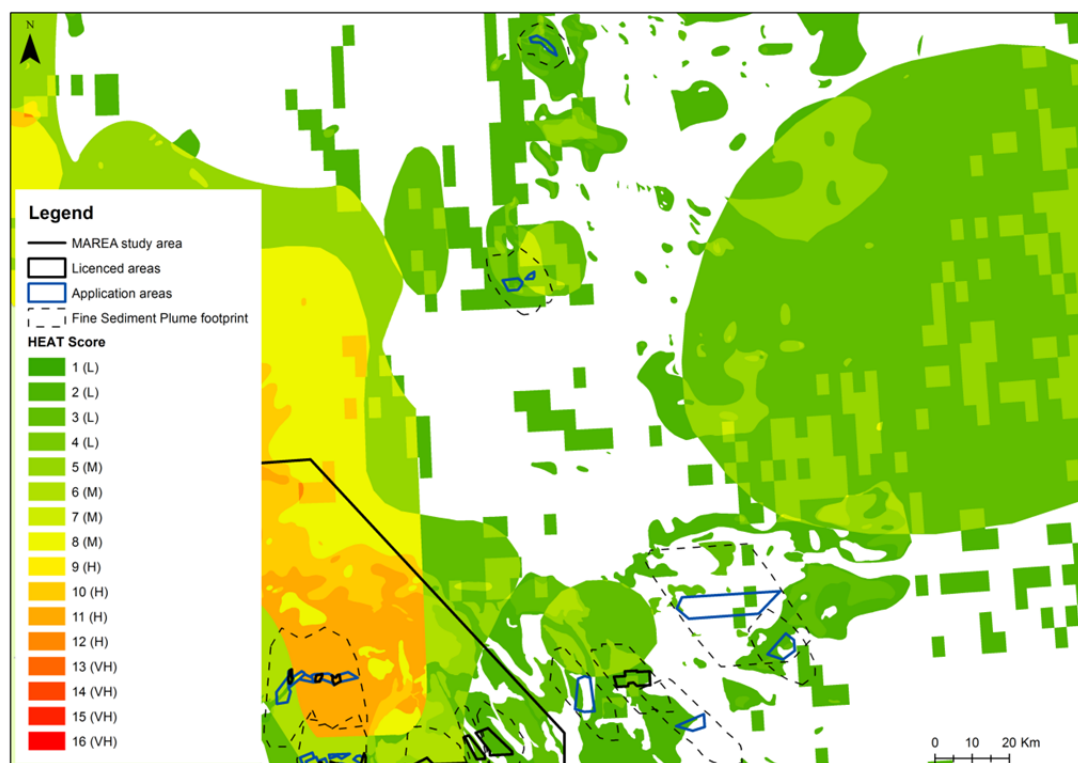 N
Legend
MAREA study area
Licenced areas
Application areas
Fine Sediment Plume footprint
HEAT Score
1 (L)
2 (L)
3 (L)
4 (L)
5 (M)
6 (M)
7 (M)
8 (M)
9 (H)
10 (H)
11 (H)
12 (H)
13 (VH)
14 (VH)
15 (VH)
16 (VH)
0 10 20 Km